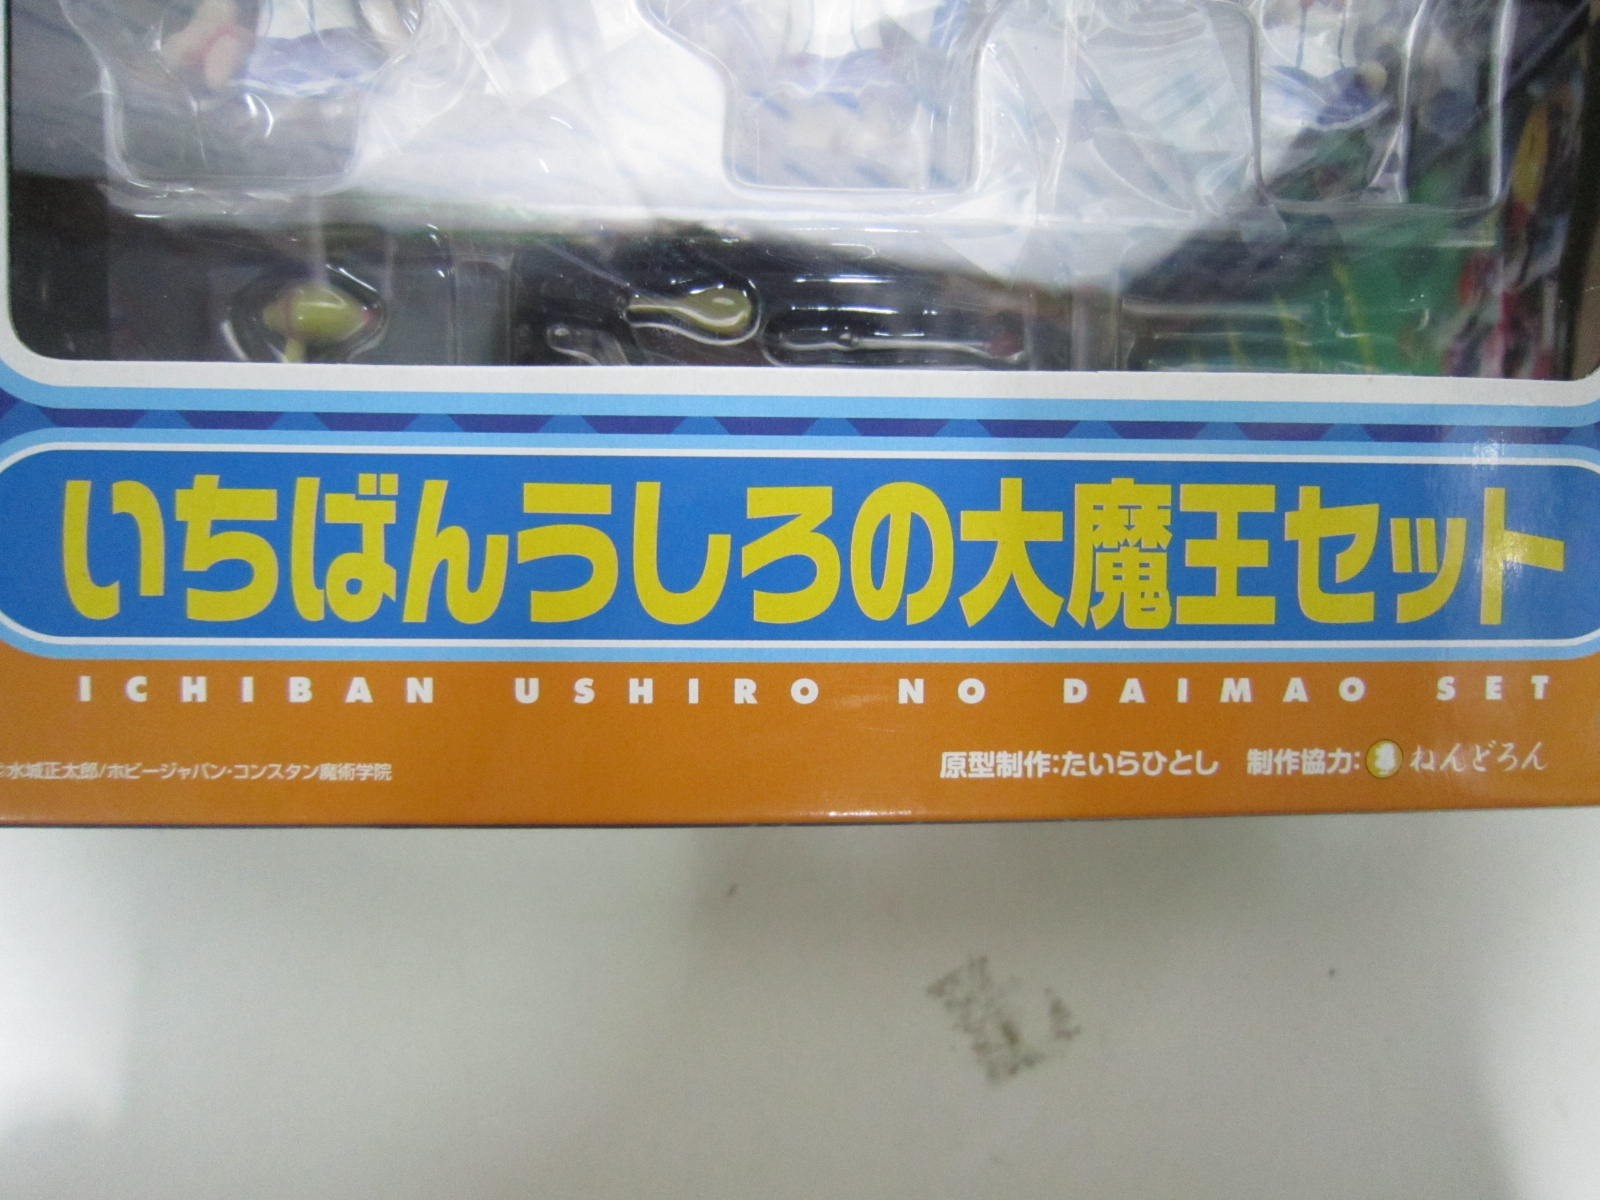 いちばんうしろの大魔王セット
ICHIBAN USHIRO NO DAIMAO SET
©水城正太郎/ホビージャパン・コンスタン魔術学院
原型制作:たいらひとし 制作協力: ねんどろん